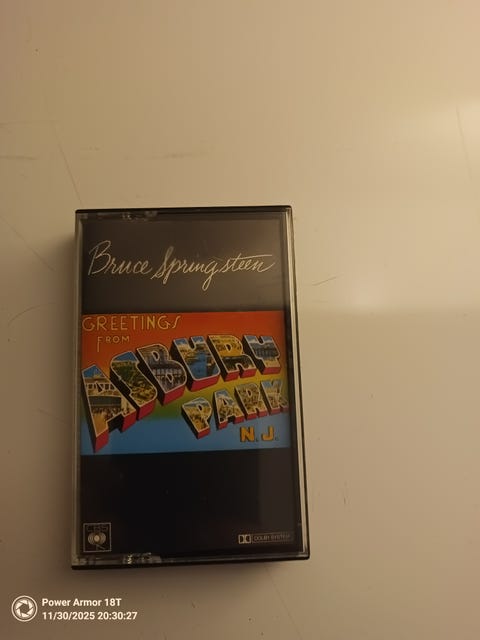 Bruce Springsteen
GREETINGS
FROM
ASBURY
PARK
N.J.
CBS
DOLBY SYSTEM
Power Armor 18T
11/30/2025 20:30:27